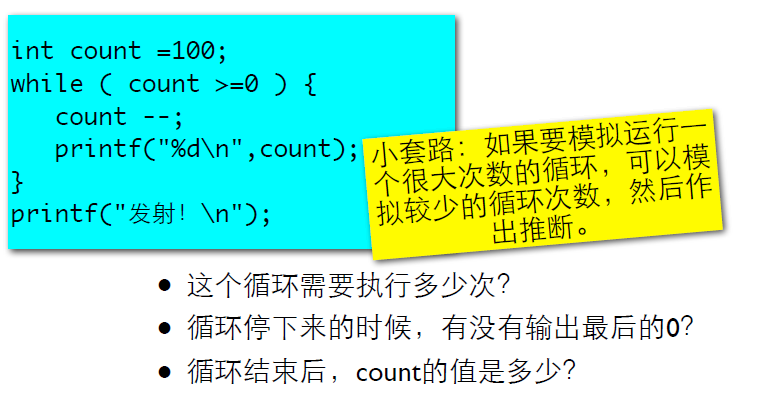 int count =100;
while ( count >=0 ) {
   count --;
   printf("%d\n",count);
}
printf("发射！\n");
小套路：如果要模拟运行一
个很大次数的循环，可以模
拟较少的循环次数，然后作
出推断。
• 这个循环需要执行多少次？
• 循环停下来的时候，有没有输出最后的0？
• 循环结束后，count的值是多少？